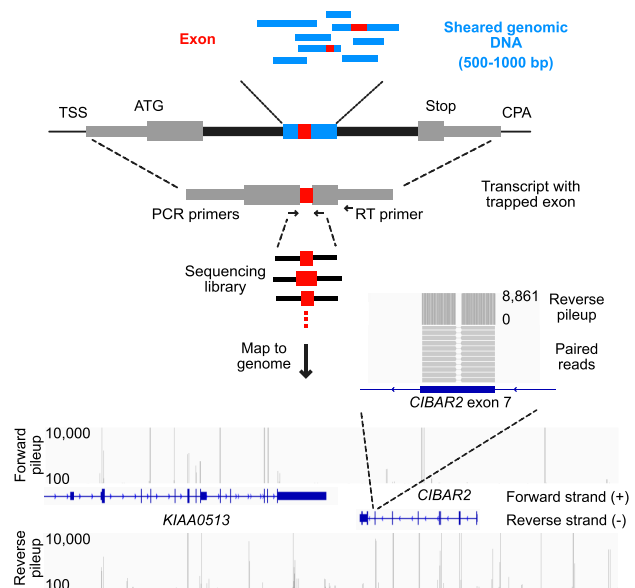 Exon
Sheared genomic
DNA
(500-1000 bp)
TSS
ATG
Stop
CPA
Transcript with
trapped exon
PCR primers
RT primer
Sequencing
library
8,861
0
Reverse
pileup
Map to
genome
Paired
reads
CIBAR2 exon 7
Forward
pileup
10,000
100
CIBAR2
Forward strand (+)
KIAA0513
Reverse strand (-)
Reverse
pileup
10,000
100